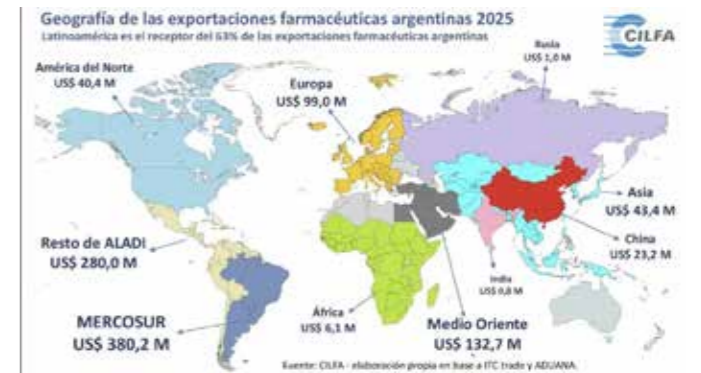 Geografía de las exportaciones farmacéuticas argentinas 2025
Latinoamérica es el receptor del 63% de las exportaciones farmacéuticas argentinas
CILFA
Rusia
US$ 1,0 M
América del Norte
US$ 40,4 M
Europa
US$ 99,0 M
Asia
US$ 43,4 M
China
US$ 23,2 M
India
US$ 0,8 M
Resto de ALADI
US$ 280,0 M
África
US$ 6,1 M
MERCOSUR
US$ 380,2 M
Medio Oriente
US$ 132,7 M
Fuente: CILFA - elaboración propia en base a ITC trade y ADUANA.